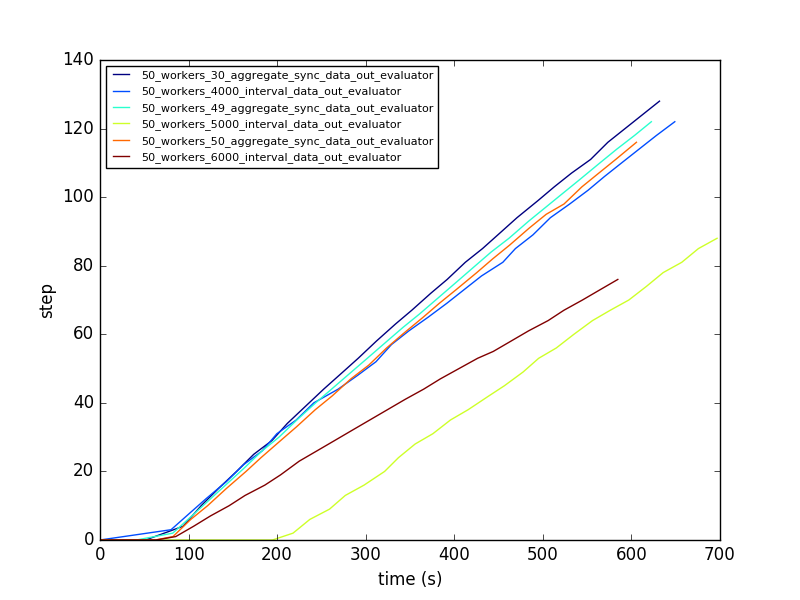 140
120
100
80
60
40
20
0
step
50_workers_30_aggregate_sync_data_out_evaluator
50_workers_4000_interval_data_out_evaluator
50_workers_49_aggregate_sync_data_out_evaluator
50_workers_5000_interval_data_out_evaluator
50_workers_50_aggregate_sync_data_out_evaluator
50_workers_6000_interval_data_out_evaluator
0 100 200 300 400 500 600 700
time (s)